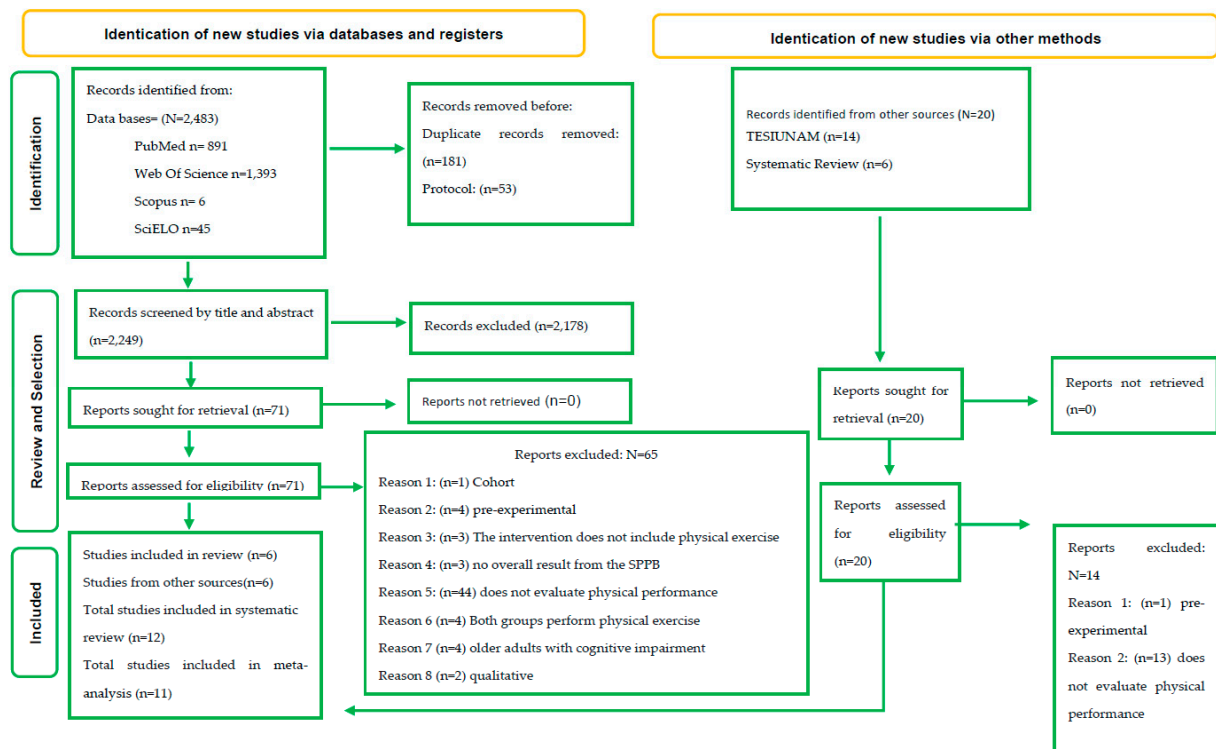 Identication of new studies via databases and registers
Identication of new studies via other methods
Identification
Records identified from:
Data bases= (N=2,483)
PubMed n= 891
Web Of Science n=1,393
Scopus n= 6
SciELO n=45
Records removed before:
Duplicate records removed:
(n=181)
Protocol: (n=53)
Records identified from other sources (N=20)
TESIUNAM (n=14)
Systematic Review (n=6)
Review and Selection
Records screened by title and abstract
(n=2,249)
Records excluded (n=2,178)
Reports sought for retrieval (n=71)
Reports not retrieved (n=0)
Reports sought for
retrieval (n=20)
Reports not retrieved
(n=0)
Reports assessed for eligibility (n=71)
Reports excluded: N=65
Reason 1: (n=1) Cohort
Reason 2: (n=4) pre-experimental
Reason 3: (n=3) The intervention does not include physical exercise
Reason 4: (n=3) no overall result from the SPPB
Reason 5: (n=44) does not evaluate physical performance
Reason 6 (n=4) Both groups perform physical exercise
Reason 7 (n=4) older adults with cognitive impairment
Reason 8 (n=2) qualitative
Reports assessed
for eligibility
(n=20)
Reports excluded:
N=14
Reason 1: (n=1) pre-
experimental
Reason 2: (n=13) does
not evaluate physical
performance
Included
Studies included in review (n=6)
Studies from other sources(n=6)
Total studies included in systematic
review (n=12)
Total studies included in meta-
analysis (n=11)